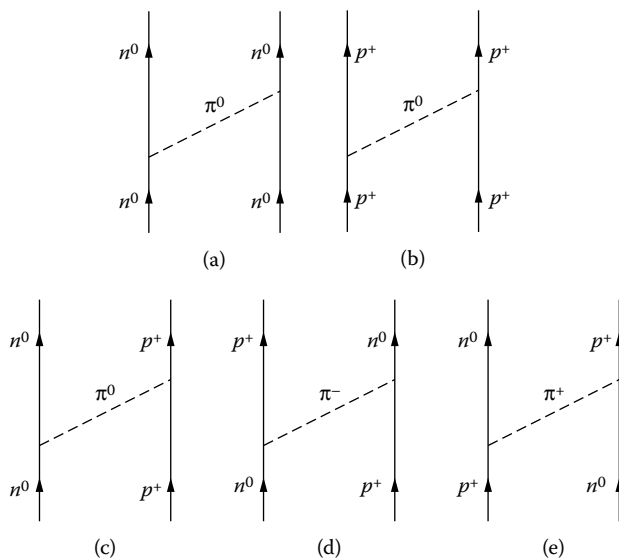 n⁰ n⁰ p⁺ p⁺
π⁰ π⁰
n⁰ n⁰ p⁺ p⁺
(a) (b)
n⁰ p⁺ p⁺ n⁰ n⁰ p⁺
π⁰ π⁻ π⁺
n⁰ p⁺ n⁰ p⁺ p⁺ n⁰
(c) (d) (e)